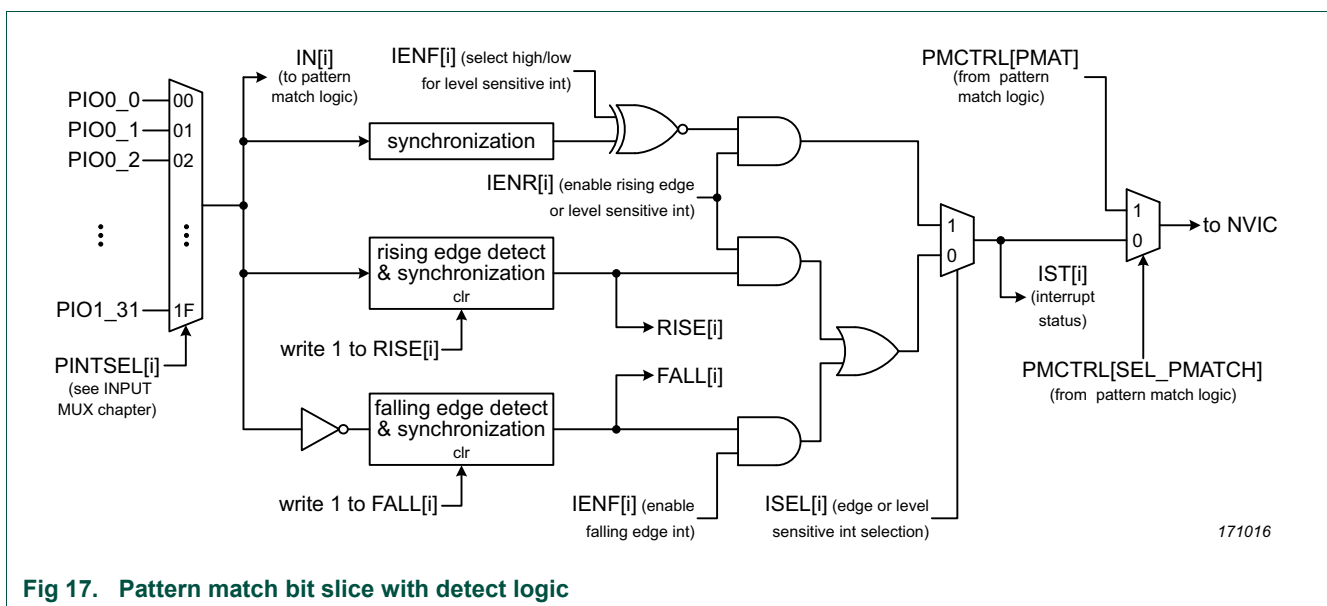 IN[i]
(to pattern
match logic)
IENF[i] (select high/low
for level sensitive int)
PMCTRL[PMAT]
(from pattern
match logic)
PIO0_0
00
PIO0_1
01
PIO0_2
02
PIO1_31
1F
PINTSEL[i]
(see INPUT
MUX chapter)
synchronization
IENR[i] (enable rising edge
or level sensitive int)
rising edge detect
& synchronization
clr
write 1 to RISE[i]
RISE[i]
FALL[i]
falling edge detect
& synchronization
clr
write 1 to FALL[i]
IENF[i] (enable
falling edge int)
1
0
ISEL[i] (edge or level
sensitive int selection)
IST[i]
(interrupt
status)
1
0
to NVIC
PMCTRL[SEL_PMATCH]
(from pattern match logic)
171016
Fig 17. Pattern match bit slice with detect logic